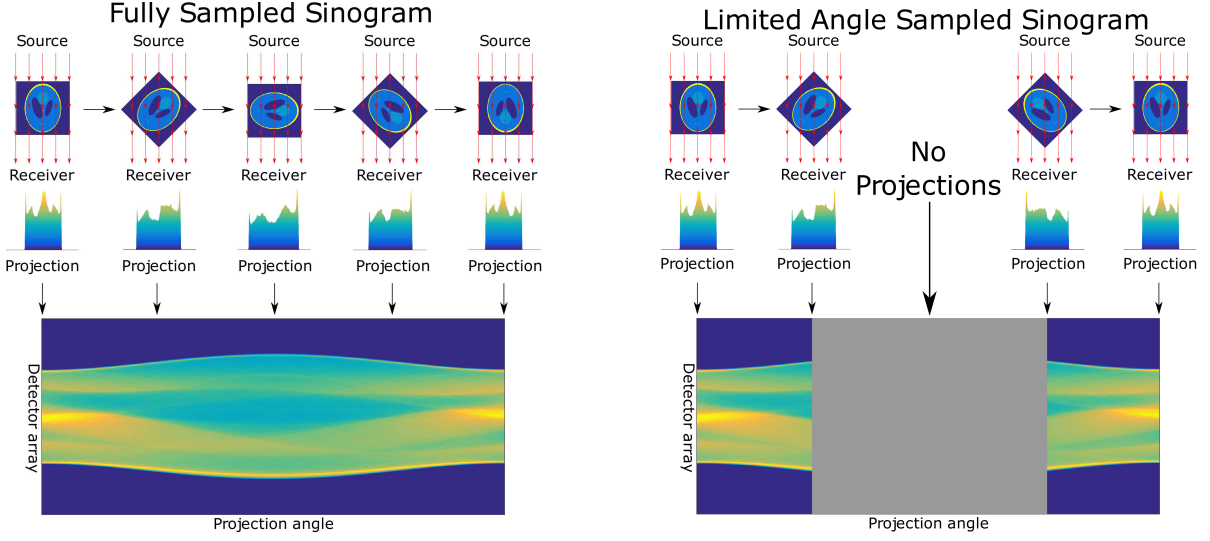 Fully Sampled Sinogram
Source Source Source Source Source
Receiver Receiver Receiver Receiver Receiver
Projection Projection Projection Projection Projection
Detector array
Projection angle
Limited Angle Sampled Sinogram
Source Source Source Source
No
Projections
Receiver Receiver Receiver Receiver
Projection Projection Projection Projection
Detector array
Projection angle